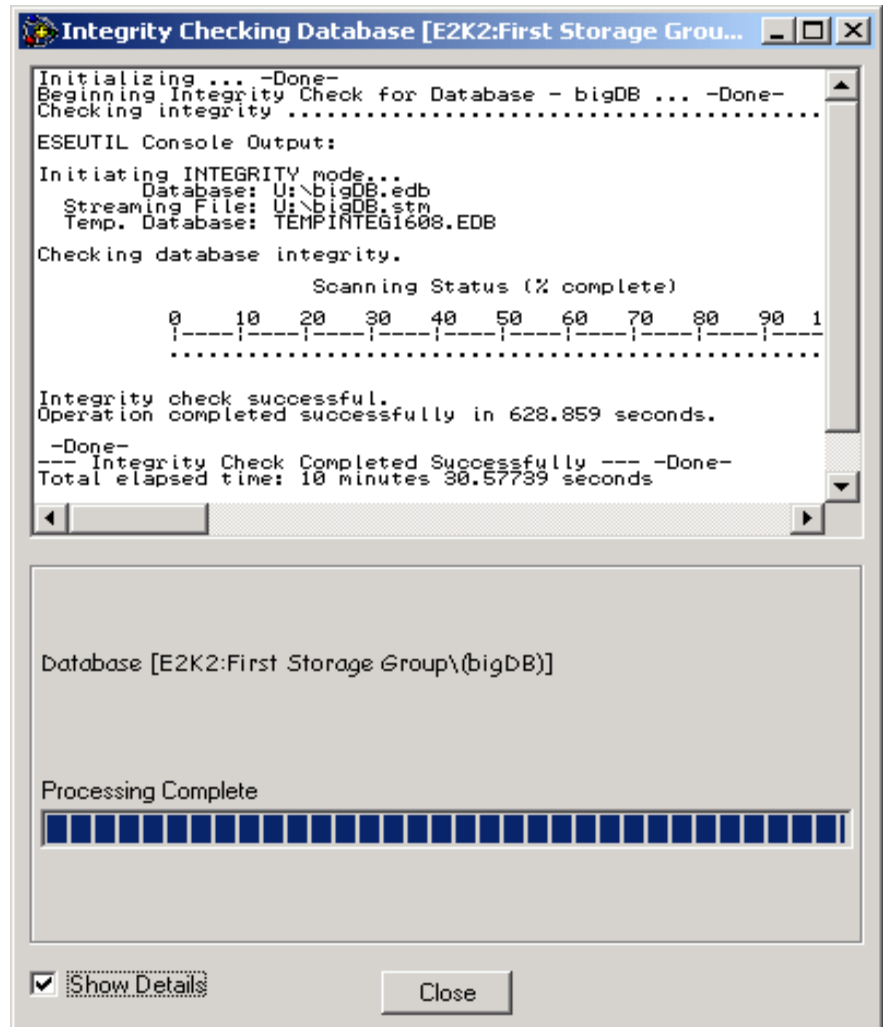 Integrity Checking Database [E2K2:First Storage Grou...
Initializing ... -Done-
Beginning Integrity Check for Database - bigDB ... -Done-
Checking integrity ........................................
ESEUTIL Console Output:
Initiating INTEGRITY mode...
Database: U:\bigDB.edb
Streaming File: U:\bigDB.stm
Temp. Database: TEMPINTEG1608.EDB
Checking database integrity.
Scanning Status (% complete)
0 10 20 30 40 50 60 70 80 90 1
|----|----|----|----|----|----|----|----|----|----
..................................................
Integrity check successful.
Operation completed successfully in 628.859 seconds.
-Done-
--- Integrity Check Completed Successfully --- -Done-
Total elapsed time: 10 minutes 30.57739 seconds
Database [E2K2:First Storage Group\(bigDB)]
Processing Complete
Show Details
Close